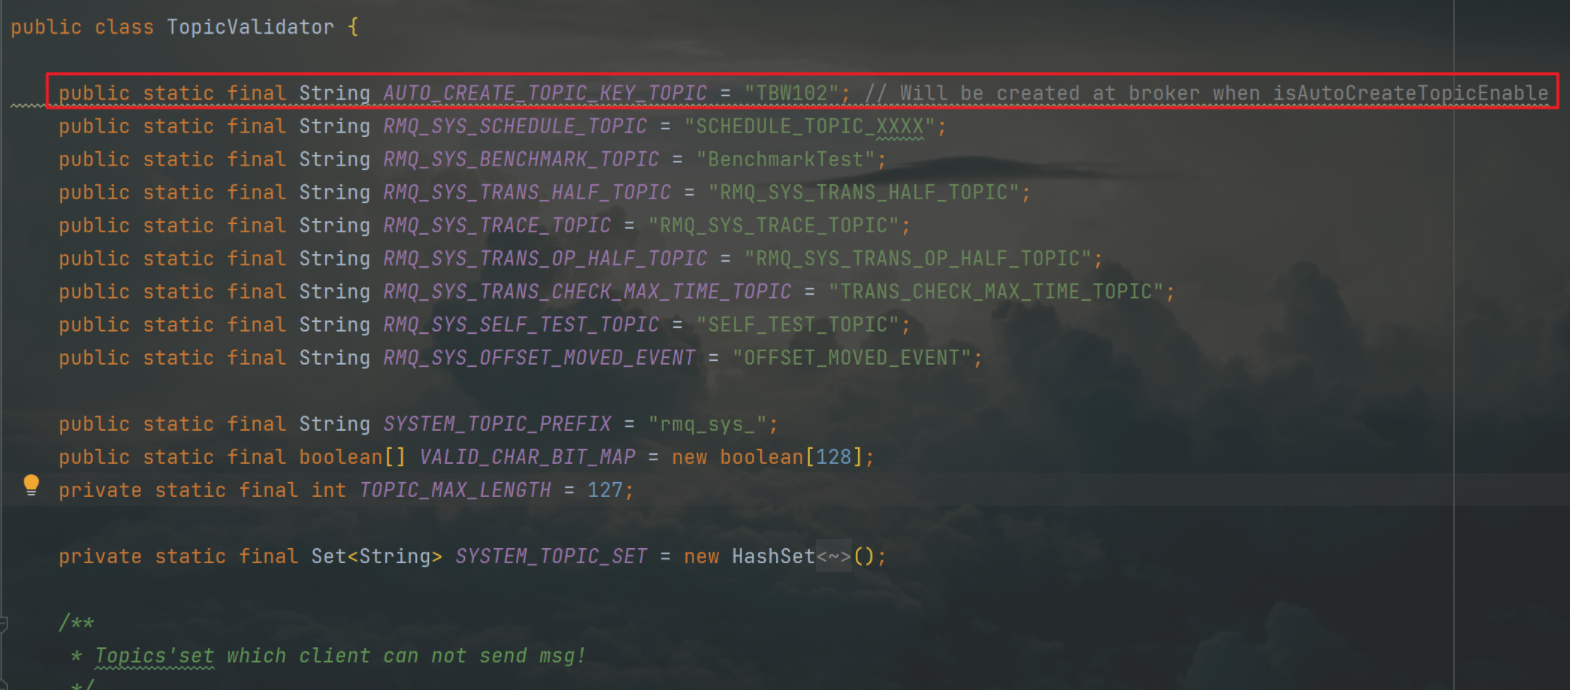 public class TopicValidator {
public static final String AUTO_CREATE_TOPIC_KEY_TOPIC = "TBW102"; // Will be created at broker when isAutoCreateTopicEnable
public static final String RMQ_SYS_SCHEDULE_TOPIC = "SCHEDULE_TOPIC_XXXX";
public static final String RMQ_SYS_BENCHMARK_TOPIC = "BenchmarkTest";
public static final String RMQ_SYS_TRANS_HALF_TOPIC = "RMQ_SYS_TRANS_HALF_TOPIC";
public static final String RMQ_SYS_TRACE_TOPIC = "RMQ_SYS_TRACE_TOPIC";
public static final String RMQ_SYS_TRANS_OP_HALF_TOPIC = "RMQ_SYS_TRANS_OP_HALF_TOPIC";
public static final String RMQ_SYS_TRANS_CHECK_MAX_TIME_TOPIC = "TRANS_CHECK_MAX_TIME_TOPIC";
public static final String RMQ_SYS_SELF_TEST_TOPIC = "SELF_TEST_TOPIC";
public static final String RMQ_SYS_OFFSET_MOVED_EVENT = "OFFSET_MOVED_EVENT";
public static final String SYSTEM_TOPIC_PREFIX = "rmq_sys_";
public static final boolean[] VALID_CHAR_BIT_MAP = new boolean[128];
private static final int TOPIC_MAX_LENGTH = 127;
private static final Set<String> SYSTEM_TOPIC_SET = new HashSet<~>();
/**
* Topics'set which client can not send msg!
*/